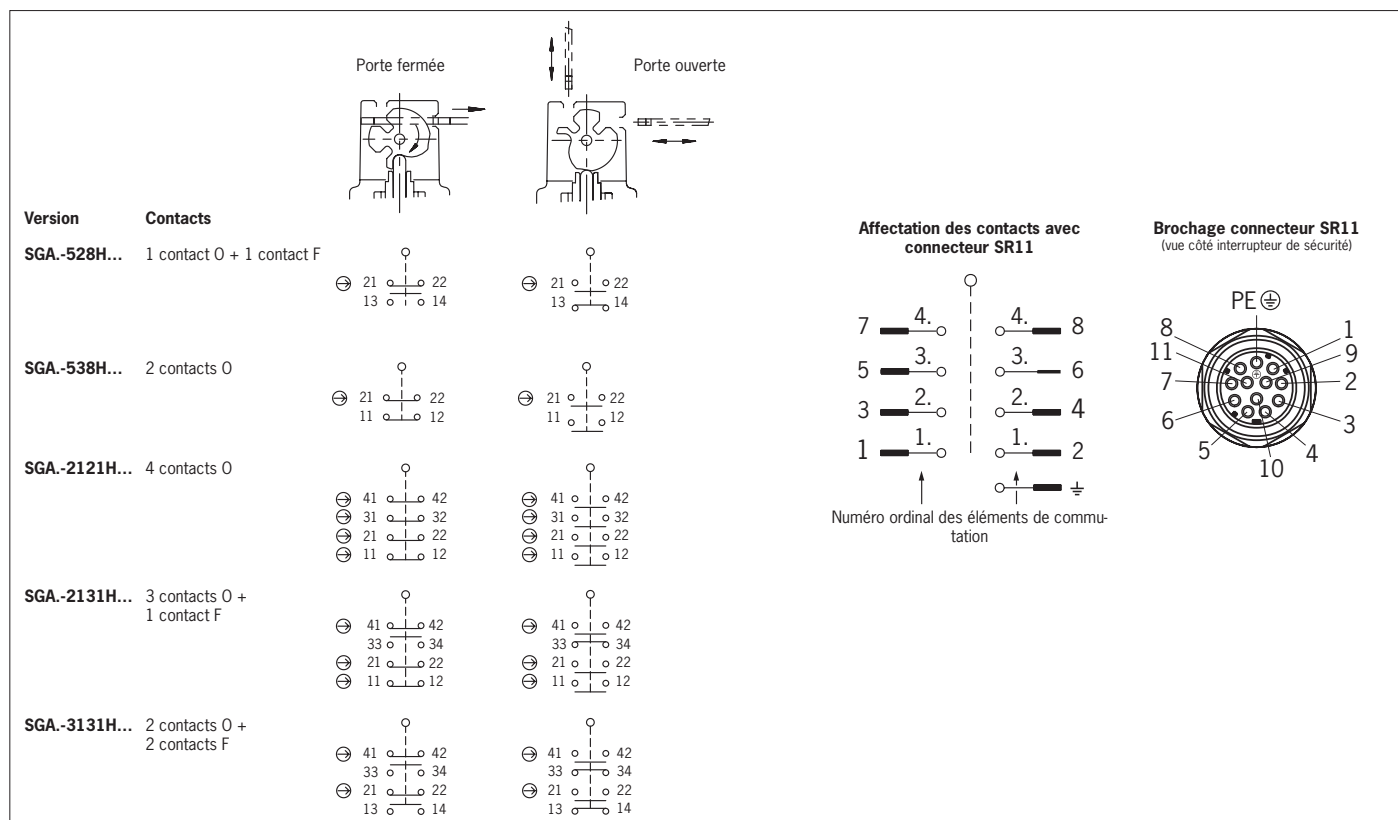 Porte fermée
Porte ouverte
Version Contacts
SGA.-528H... 1 contact O + 1 contact F
21 22
13 14
21 22
13 14
SGA.-538H... 2 contacts O
21 22
11 12
21 22
11 12
SGA.-2121H... 4 contacts O
41 42
31 32
21 22
11 12
41 42
31 32
21 22
11 12
SGA.-2131H... 3 contacts O +
1 contact F
41 42
33 34
21 22
11 12
41 42
33 34
21 22
11 12
SGA.-3131H... 2 contacts O +
2 contacts F
41 42
33 34
21 22
13 14
41 42
33 34
21 22
13 14
Affectation des contacts avec
connecteur SR11
7 4. 4. 8
5 3. 3. 6
3 2. 2. 4
1 1. 1. 2
Numéro ordinal des éléments de commu-
tation
Brochage connecteur SR11
(vue côté interrupteur de sécurité)
PE
8 1
11 9
7 2
6 3
5 4
10